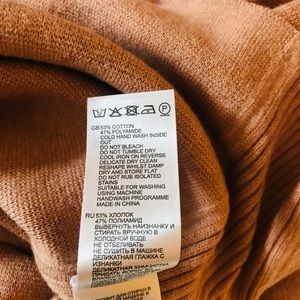 GB 53% COTTON
47% POLYAMIDE
COLD HAND WASH INSIDE
OUT
DO NOT BLEACH
DO NOT TUMBLE DRY
COOL IRON ON REVERSE
DELICATE DRY CLEAN
RESHAPE WHILST DAMP
DRY AND STORE FLAT
DO NOT RUB ISOLATED
STAINS
SUITABLE FOR WASHING
USING MACHINE
HANDWASH PROGRAMME
MADE IN CHINA
RU 53% ХЛОПОК
47% ПОЛИАМИД
ВЫВЕРНУТЬ НАИЗНАНКУ И
СТИРАТЬ ВРУЧНУЮ В
ХОЛОДНОЙ ВОДЕ
НЕ ОТБЕЛИВАТЬ
НЕ СУШИТЬ В МАШИНЕ
ДЕЛИКАТНАЯ ГЛАЖКА С
ИЗНАНКИ
ДЛЯ СТИРКИ В